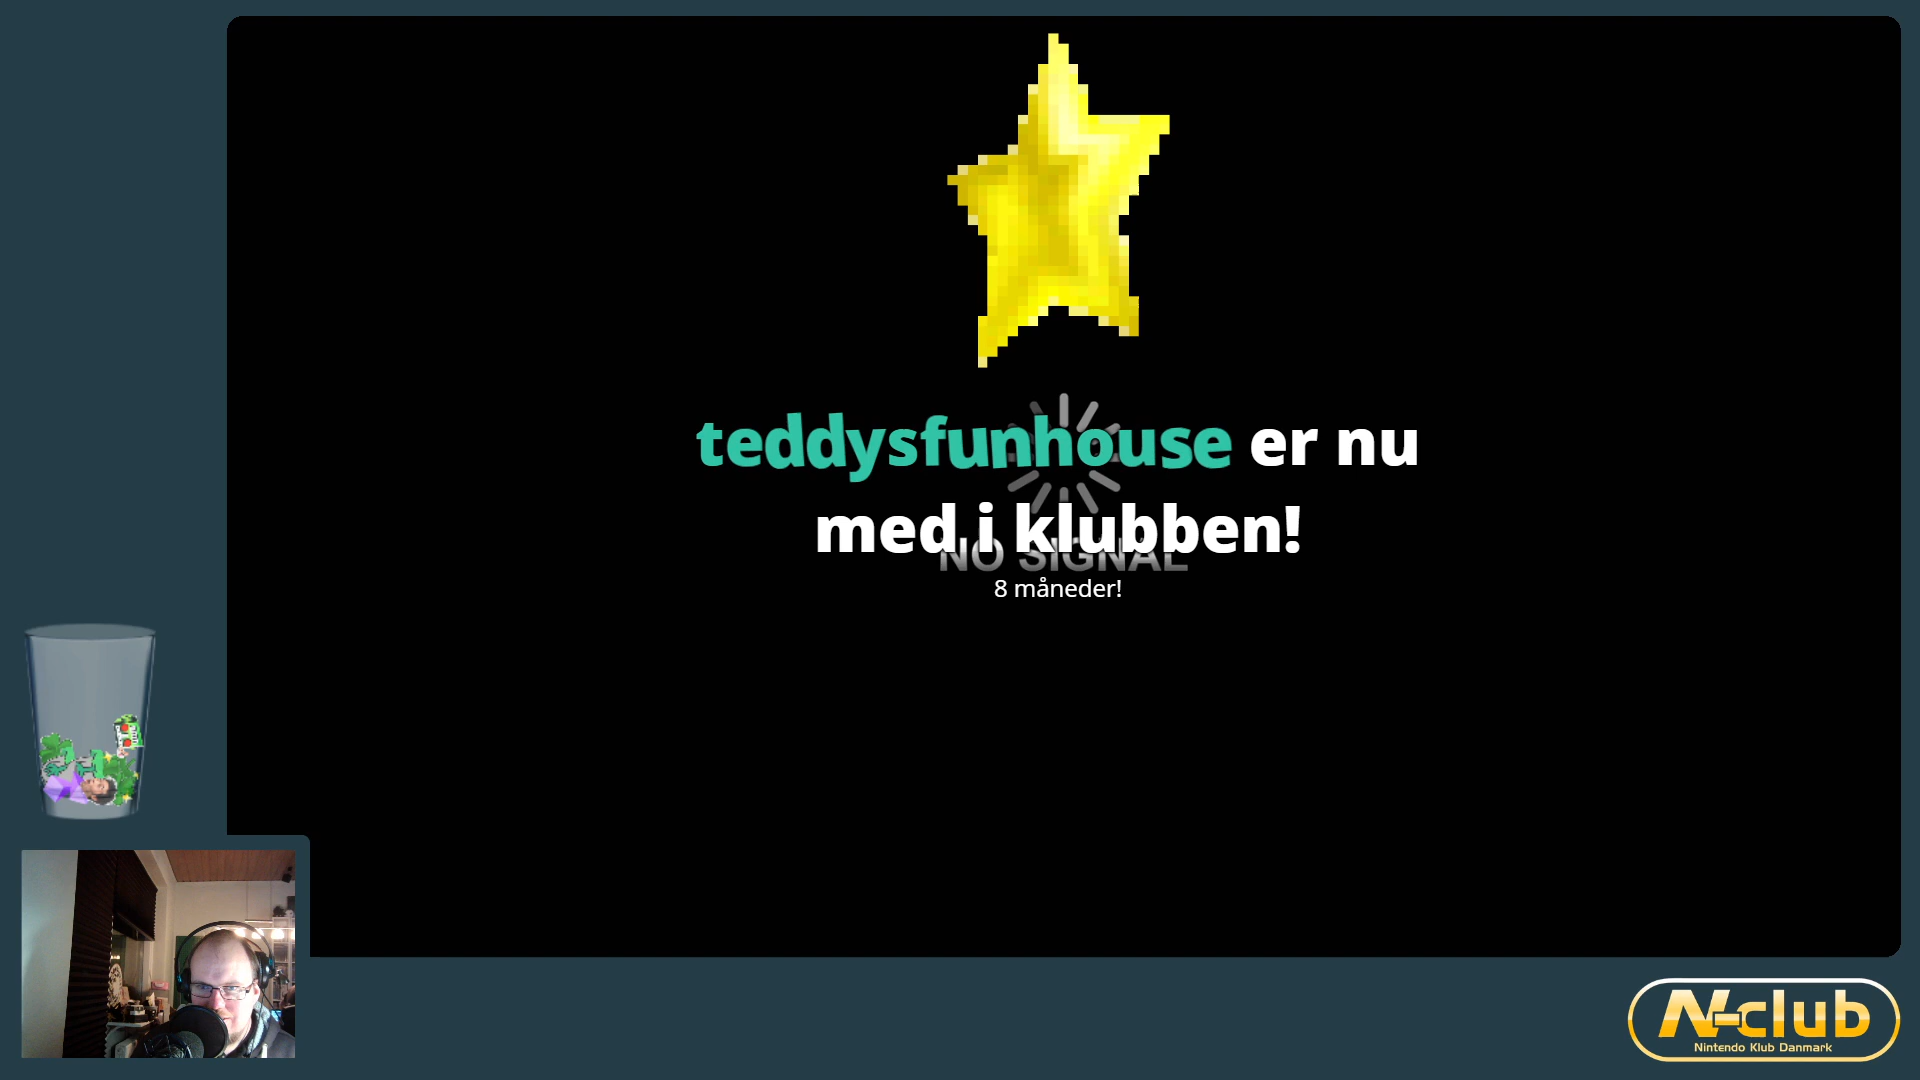 teddysfunhouse er nu
med i klubben!
NO SIGNAL
8 måneder!
N-club
Nintendo Klub Danmark